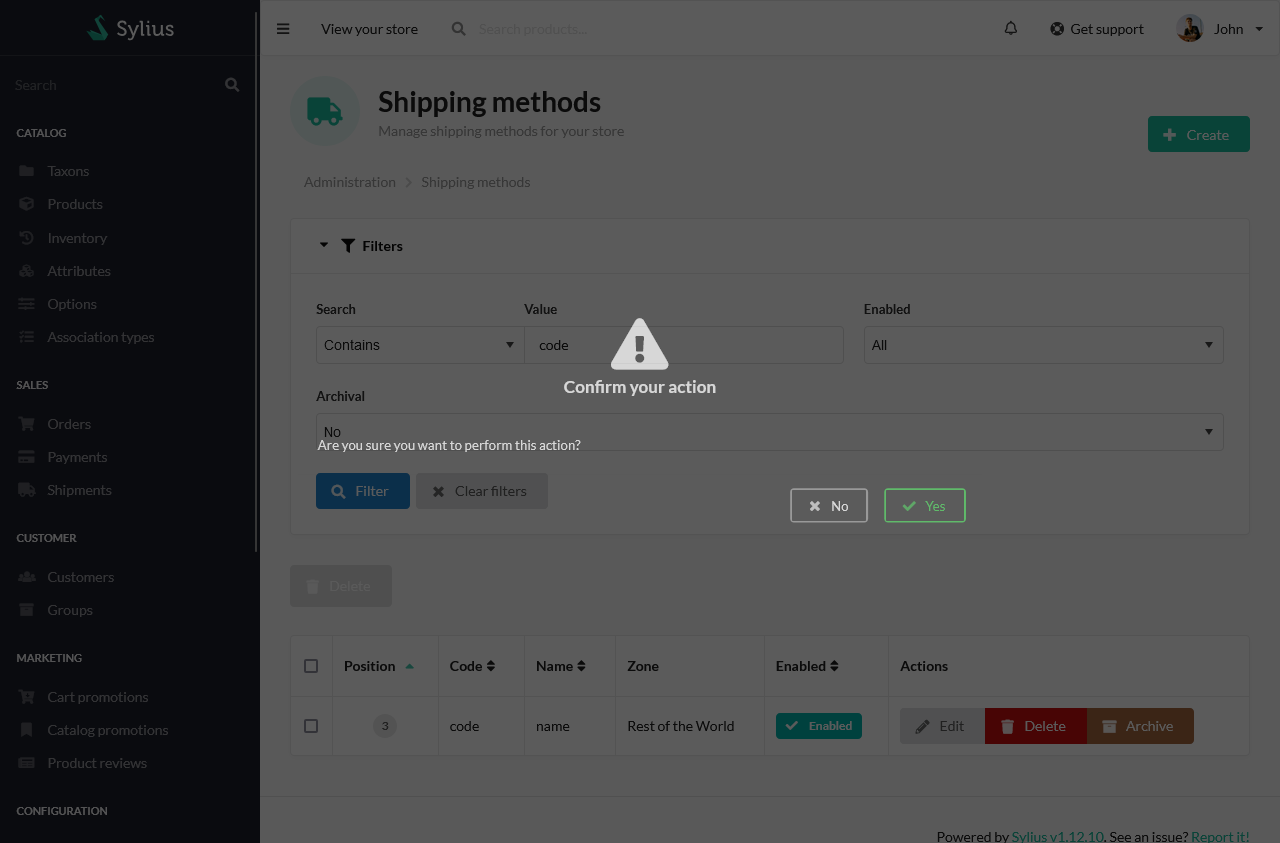 Sylius
View your store
Search products...
Get support
John
Search
CATALOG
Taxons
Products
Inventory
Attributes
Options
Association types
SALES
Orders
Payments
Shipments
CUSTOMER
Customers
Groups
MARKETING
Cart promotions
Catalog promotions
Product reviews
CONFIGURATION
Shipping methods
Manage shipping methods for your store
Create
Administration
Shipping methods
Filters
Search Value Enabled
Contains code All
Confirm your action
Archival
No
Are you sure you want to perform this action?
Filter Clear filters
No Yes
Delete
Position Code Name Zone Enabled Actions
3 code name Rest of the World Enabled Edit Delete Archive
Powered by Sylius v1.12.10. See an issue? Report it!